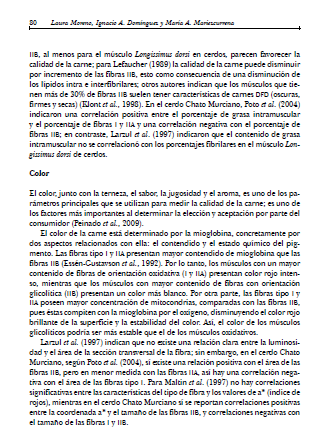 80 Laura Momme, Ignacio A. Domínguez y María A. Mariezcurrena
IIB, al menos para el músculo Longissimus dorsi en cerdos, parecen favorecer la
calidad de la carne; para Lefaucher (1989) la calidad de la carne puede disminuir
por incremento de las fibras IIB, esto como consecuencia de una disminución de
los lípidos intra e interfibrilares; otros autores indican que los músculos que tie-
nen más de 30% de fibras IIB suelen tener características de carnes DFD (oscuras,
firmes y secas) (Klont et al., 1998). En el cerdo Chato Murciano, Poto et al. (2004)
indicaron una correlación positiva entre el porcentaje de grasa intramuscular
y el porcentaje de fibras I y IIA y una relación negativa con el porcentaje de
fibras IIB; en contraste, Larzul et al. (1997) indicaron que el contenido de grasa
intramuscular no se correlacionó con los porcentajes fibrilares en el músculo Lon-
gissimus dorsi de cerdos.
Color
El color, junto con la terneza, el sabor, la jugosidad y el aroma, es uno de los pa-
rámetros principales que se utilizan para medir la calidad de la carne; es uno de
los factores más importantes al determinar la elección y aceptación por parte del
consumidor (Peinado et al., 2009).
El color de la carne está determinado por la mioglobina, concretamente por
dos aspectos relacionados con ella: el contenido y el estado químico del pig-
mento. Las fibras tipo I y IIA presentan mayor contenido de mioglobina que las
fibras IIB (Essén-Gustavson et al., 1992). Por lo tanto, los músculos con un mayor
contenido de fibras de orientación oxidativa (I y IIA) presentan color rojo inten-
so, mientras que los músculos con mayor contenido de fibras con orientación
glicolítica (IIB) presentan un color más blanco. Por otra parte, las fibras tipo I y
IIA poseen mayor concentración de mitocondrias, comparadas con las fibras IIB,
pues éstas compiten con la mioglobina por el oxígeno, disminuyendo el color rojo
brillante de la superficie y la estabilidad del color. Así, el color de los músculos
glicolíticos podría ser más estable que el de los músculos oxidativos.
Larzul et al. (1997) indican que no existe una relación clara entre la luminosi-
dad y el área de la sección transversal de la fibra; sin embargo, en el cerdo Chato
Murciano, según Poto et al. (2004), sí existe una relación positiva con el área de las
fibras IIB, pero en menor medida con las fibras IIA, así hay una correlación nega-
tiva con el área de las fibras tipo I. Para Maltin et al. (1997) no hay correlaciones
significativas entre las características del tipo de fibra y los valores de a* (índice de
rojos), mientras en el cerdo Chato Murciano sí se reportan correlaciones positivas
entre la coordenada a* y el tamaño de las fibras IIB, y correlaciones negativas con
el tamaño de las fibras I y IIB.